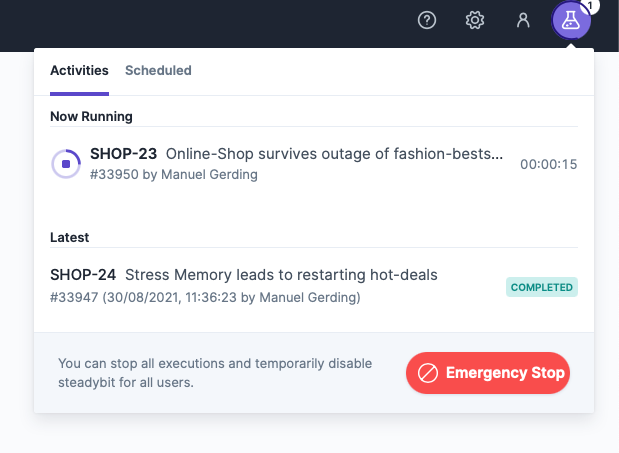 1
Activities Scheduled
Now Running
SHOP-23 Online-Shop survives outage of fashion-bests...
00:00:15
#33950 by Manuel Gerding
Latest
SHOP-24 Stress Memory leads to restarting hot-deals
COMPLETED
#33947 (30/08/2021, 11:36:23 by Manuel Gerding)
You can stop all executions and temporarily disable
steadybit for all users.
Emergency Stop